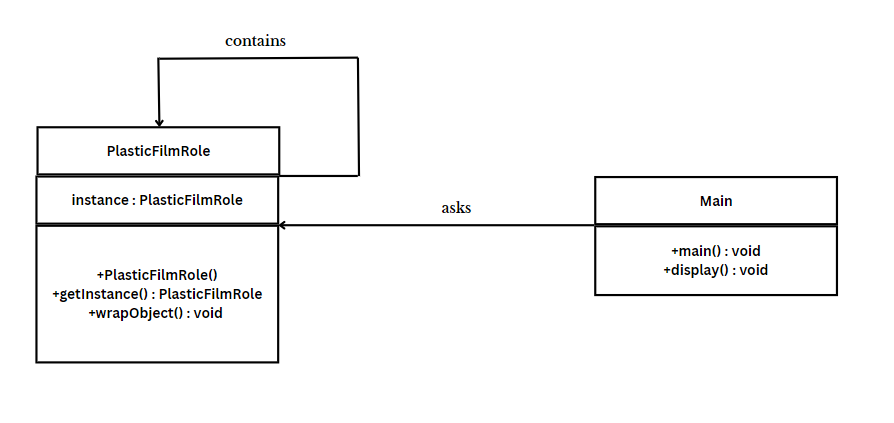 contains
PlasticFilmRole
instance : PlasticFilmRole
+PlasticFilmRole()
+getInstance() : PlasticFilmRole
+wrapObject() : void
asks
Main
+main() : void
+display() : void